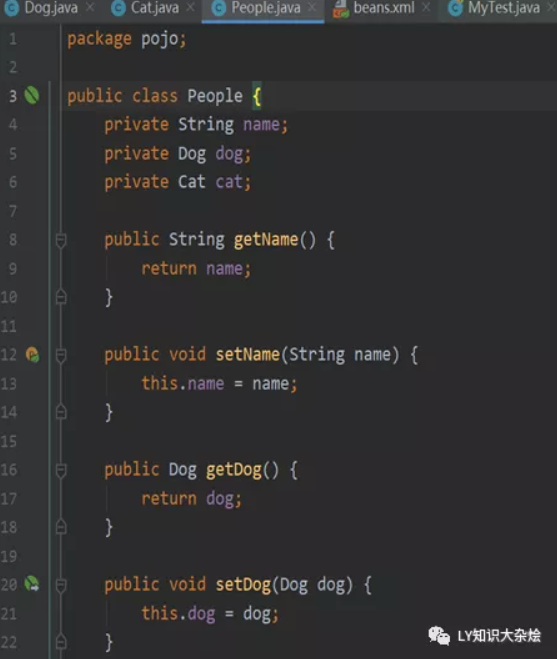 Dog.java × Cat.java × People.java × beans.xml × MyTest.java ×
1 package pojo;
2
3 public class People {
4 private String name;
5 private Dog dog;
6 private Cat cat;
7
8 public String getName() {
9 return name;
10 }
11
12 public void setName(String name) {
13 this.name = name;
14 }
15
16 public Dog getDog() {
17 return dog;
18 }
19
20 public void setDog(Dog dog) {
21 this.dog = dog;
22 }
LY知识大杂烩